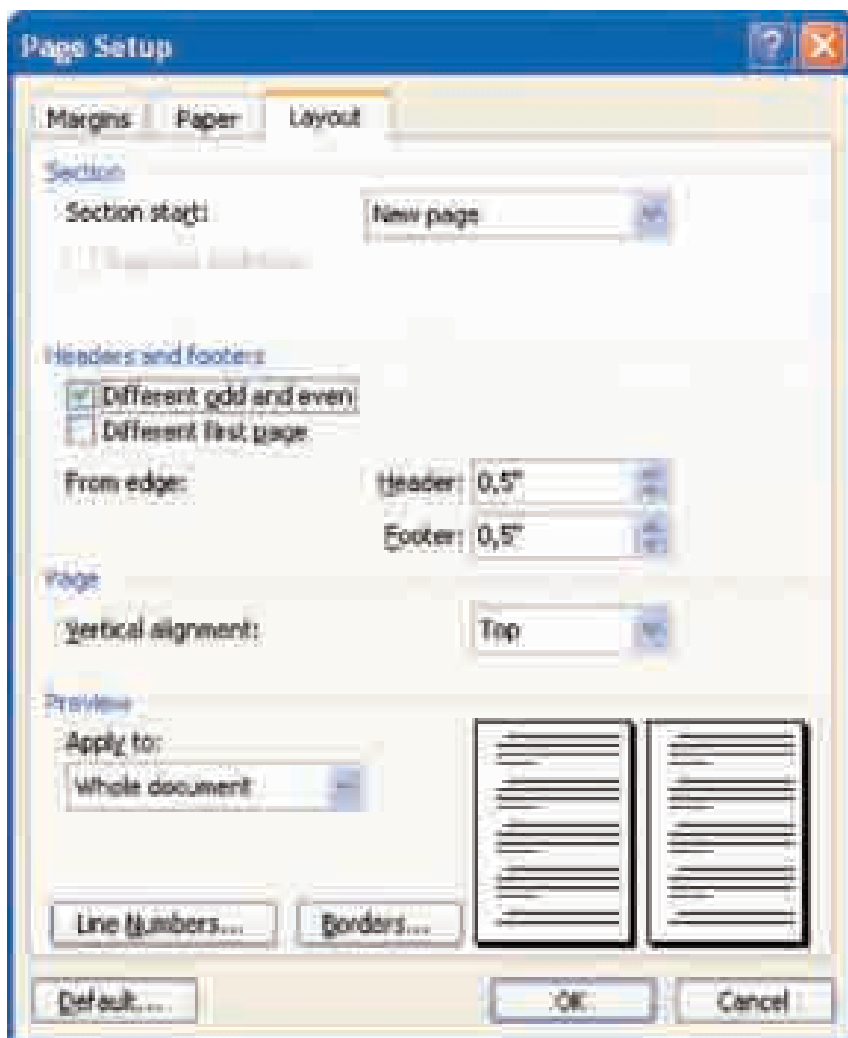 Page Setup
Margins Paper Layout
Section
Section start: New page
Headers and footers
Different odd and even
Different first page
From edge: Header: 0,5"
Footer: 0,5"
Page
Vertical alignment: Top
Preview
Apply to:
Whole document
Line Numbers... Borders...
Default... OK Cancel